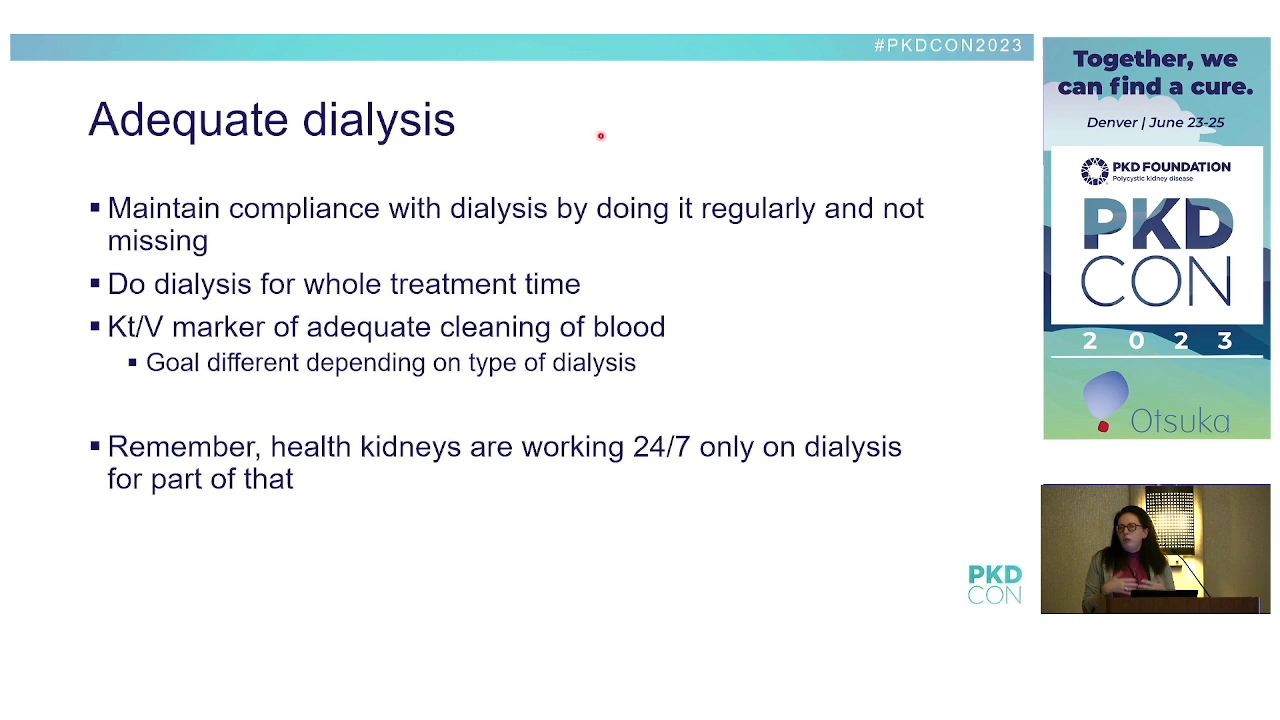 #PKDCON2023
Adequate dialysis
Maintain compliance with dialysis by doing it regularly and not
missing
Do dialysis for whole treatment time
Kt/V marker of adequate cleaning of blood
Goal different depending on type of dialysis
Remember, health kidneys are working 24/7 only on dialysis
for part of that
PKD
CON
Together, we
can find a cure.
Denver | June 23-25
PKD FOUNDATION
Polycystic kidney disease
PKD
CON
2 0 2 3
Otsuka